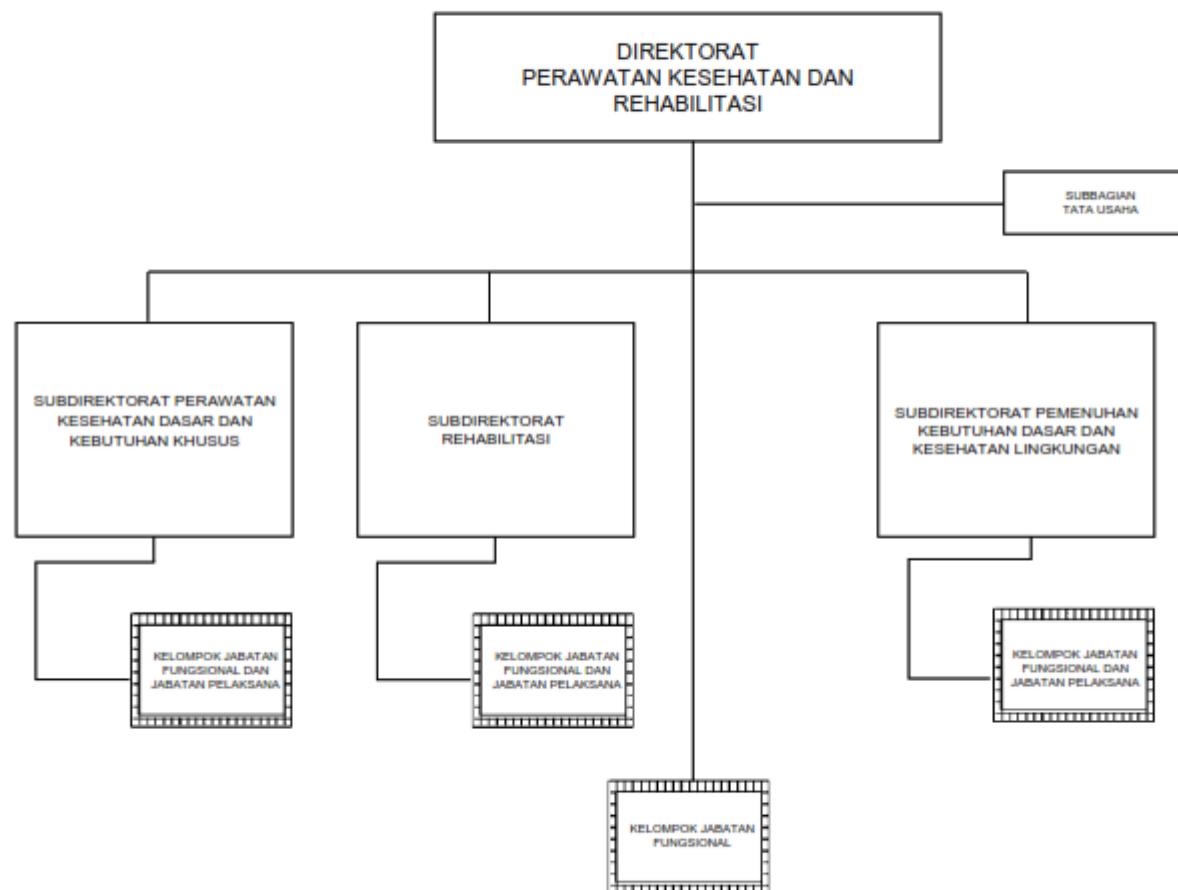 DIREKTORAT
PERAWATAN KESEHATAN DAN
REHABILITASI
SUBBAGIAN
TATA USAHA
SUBDIREKTORAT PERAWATAN
KESEHATAN DASAR DAN
KEBUTUHAN KHUSUS
SUBDIREKTORAT
REHABILITASI
SUBDIREKTORAT PEMENUHAN
KEBUTUHAN DASAR DAN
KESEHATAN LINGKUNGAN
KELOMPOK JABATAN
FUNGSIONAL DAN
JABATAN PELAKSANA
KELOMPOK JABATAN
FUNGSIONAL DAN
JABATAN PELAKSANA
KELOMPOK JABATAN
FUNGSIONAL DAN
JABATAN PELAKSANA
KELOMPOK JABATAN
FUNGSIONAL